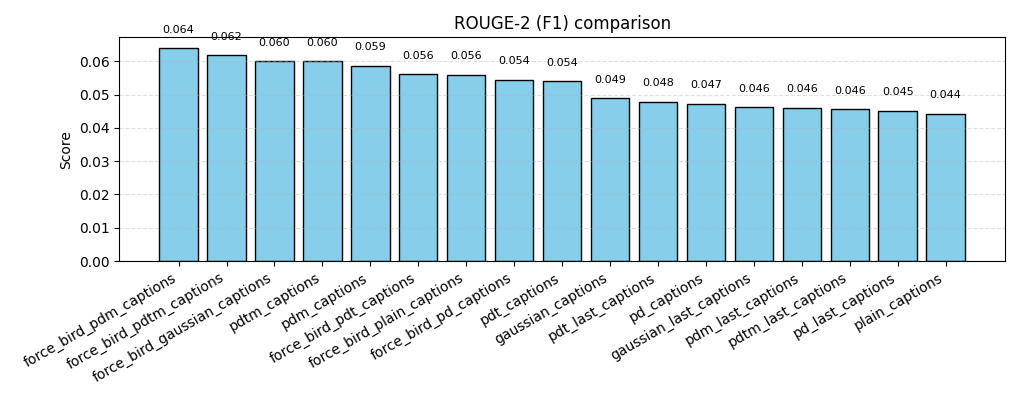 ROUGE-2 (F1) comparison
0.064
0.062
0.060
0.060
0.059
0.056
0.056
0.054
0.054
0.049
0.048
0.047
0.046
0.046
0.046
0.045
0.044
Score
0.06
0.05
0.04
0.03
0.02
0.01
0.00
force_bird_pdm_captions
force_bird_pdtm_captions
force_bird_gaussian_captions
pdtm_captions
pdm_captions
force_bird_pdt_captions
force_bird_plain_captions
force_bird_pd_captions
pdt_captions
gaussian_captions
pdt_last_captions
pd_captions
gaussian_last_captions
pdm_last_captions
pdtm_last_captions
pd_last_captions
plain_captions